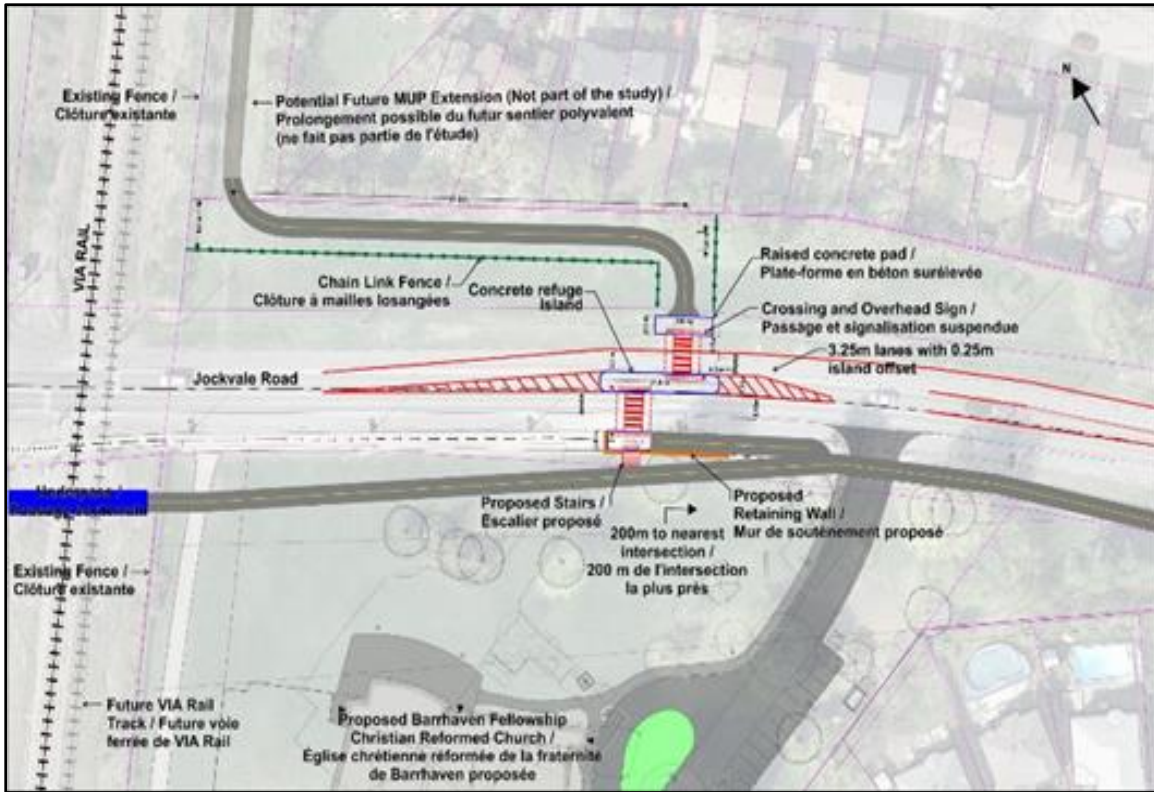 Existing Fence /
Clôture existante
Potential Future MUP Extension (Not part of the study) /
Prolongement possible du futur sentier polyvalent
(ne fait pas partie de l'étude)
N
VIA RAIL
Chain Link Fence /
Clôture à mailles losangées
Concrete refuge
Island
Raised concrete pad /
Plate-forme en béton surélevée
Crossing and Overhead Sign /
Passage et signalisation suspendue
3.25m lanes with 0.25m
island offset
Jockvale Road
Proposed Stairs /
Escalier proposé
Proposed
Retaining Wall /
Mur de soutènement proposé
200m to nearest
intersection /
200 m de l'intersection
la plus près
Existing Fence /
Clôture existante
Future VIA Rail
Track / Future vóie
ferrée de VIA Rail
Proposed Barrhaven Fellowship
Christian Reformed Church /
Église chrétienne réformée de la fraternité
de Barrhaven proposée